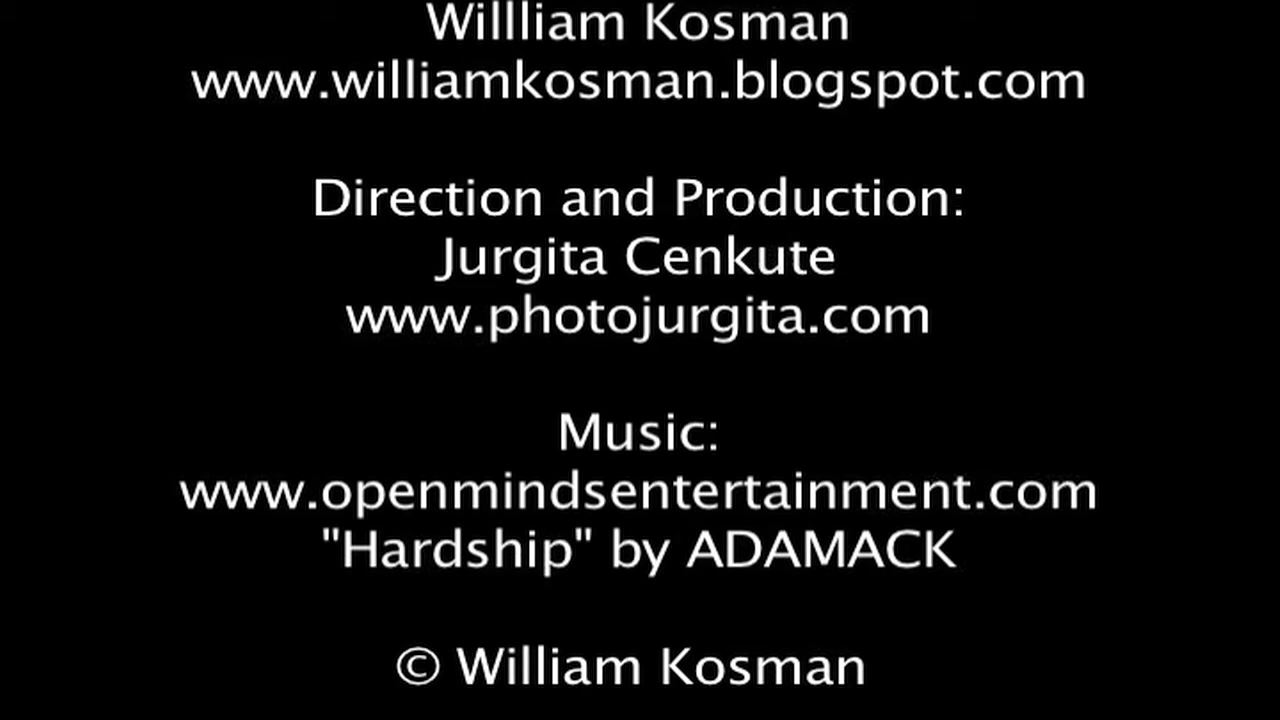 Willliam Kosman
www.williamkosman.blogspot.com
Direction and Production:
Jurgita Cenkute
www.photojurgita.com
Music:
www.openmindsentertainment.com
"Hardship" by ADAMACK
© William Kosman